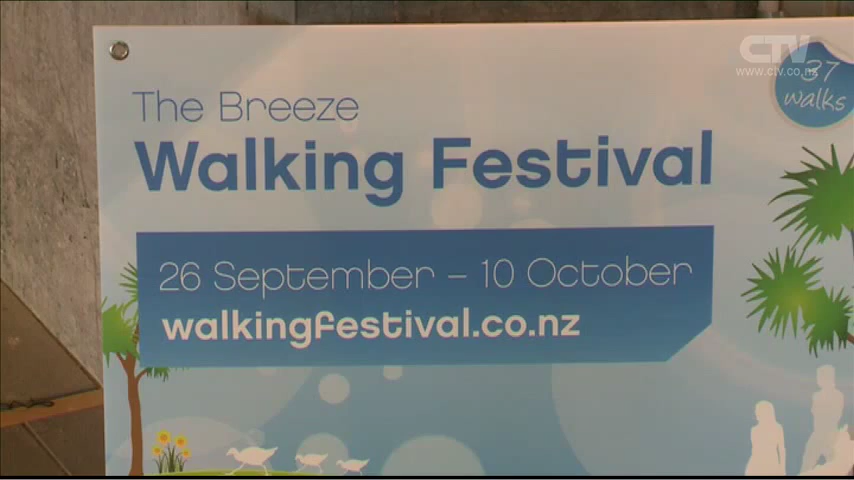 CTV
www.ctv.co.nz
37
walks
The Breeze
Walking Festival
26 September – 10 October
walkingfestival.co.nz